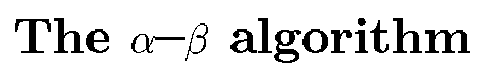 The α–β algorithm